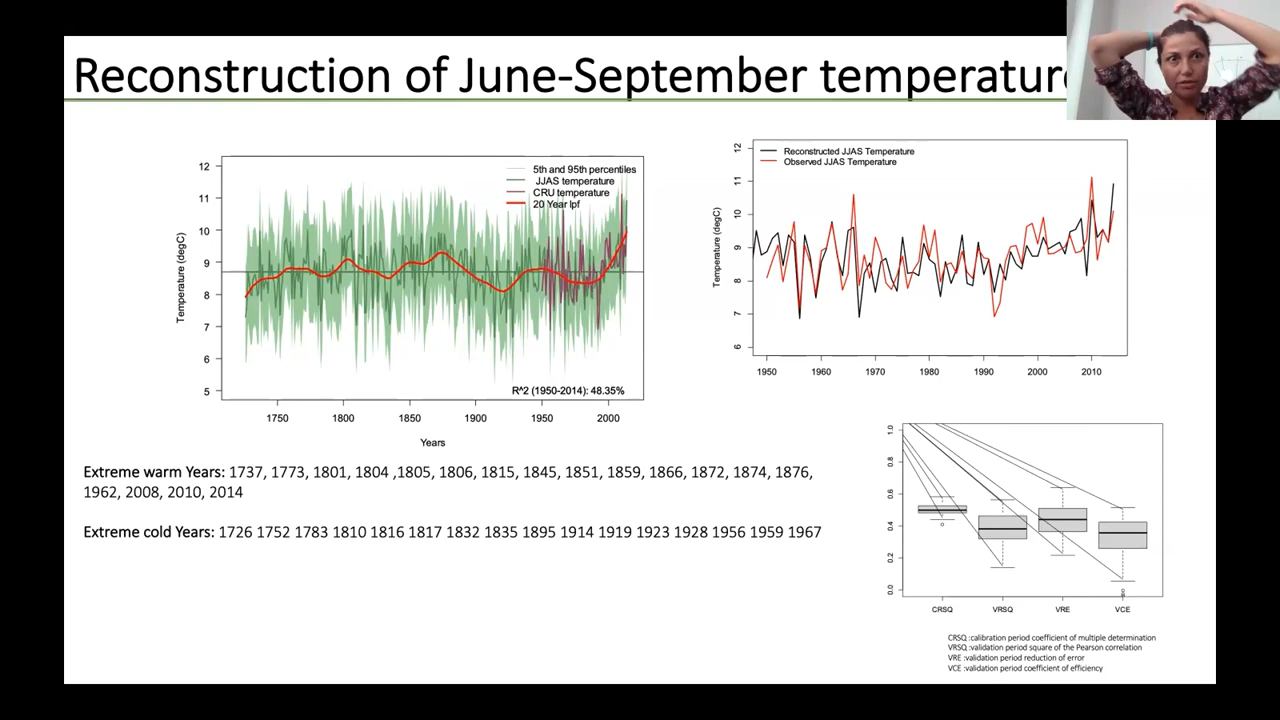 Reconstruction of June-September temperature
12
11
10
9
8
7
6
5
Temperature (degC)
5th and 95th percentiles
JJAS temperature
CRU temperature
20 Year lpf
R^2 (1950-2014): 48.35%
1750 1800 1850 1900 1950 2000
Years
12
11
10
9
8
7
6
Temperature (degC)
Reconstructed JJAS Temperature
Observed JJAS Temperature
1950 1960 1970 1980 1990 2000 2010
Extreme warm Years: 1737, 1773, 1801, 1804 ,1805, 1806, 1815, 1845, 1851, 1859, 1866, 1872, 1874, 1876,
1962, 2008, 2010, 2014
Extreme cold Years: 1726 1752 1783 1810 1816 1817 1832 1835 1895 1914 1919 1923 1928 1956 1959 1967
1.0
0.8
0.6
0.4
0.2
0.0
CRSQ VRSQ VRE VCE
CRSQ :calibration period coefficient of multiple determination
VRSQ :validation period square of the Pearson correlation
VRE :validation period reduction of error
VCE :validation period coefficient of efficiency